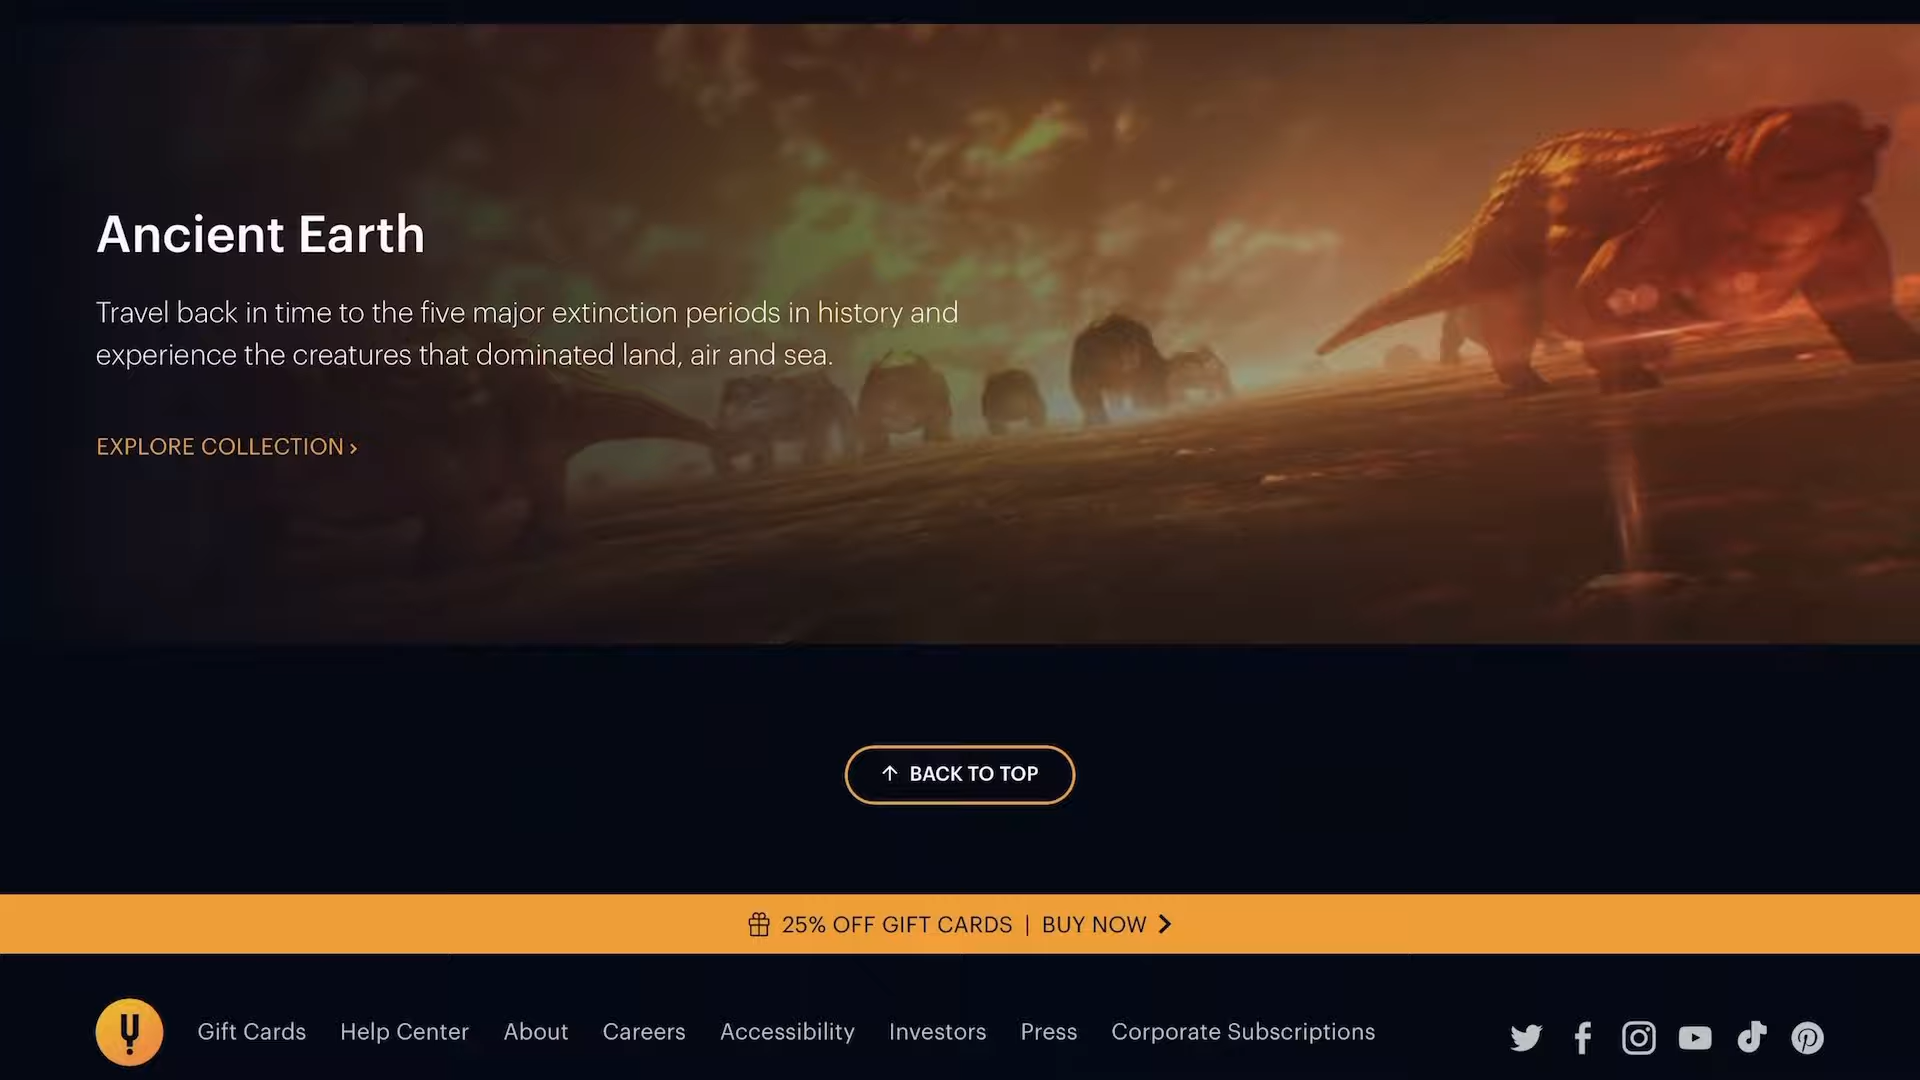 Ancient Earth
Travel back in time to the five major extinction periods in history and
experience the creatures that dominated land, air and sea.
EXPLORE COLLECTION ›
↑ BACK TO TOP
25% OFF GIFT CARDS | BUY NOW
Gift Cards Help Center About Careers Accessibility Investors Press Corporate Subscriptions